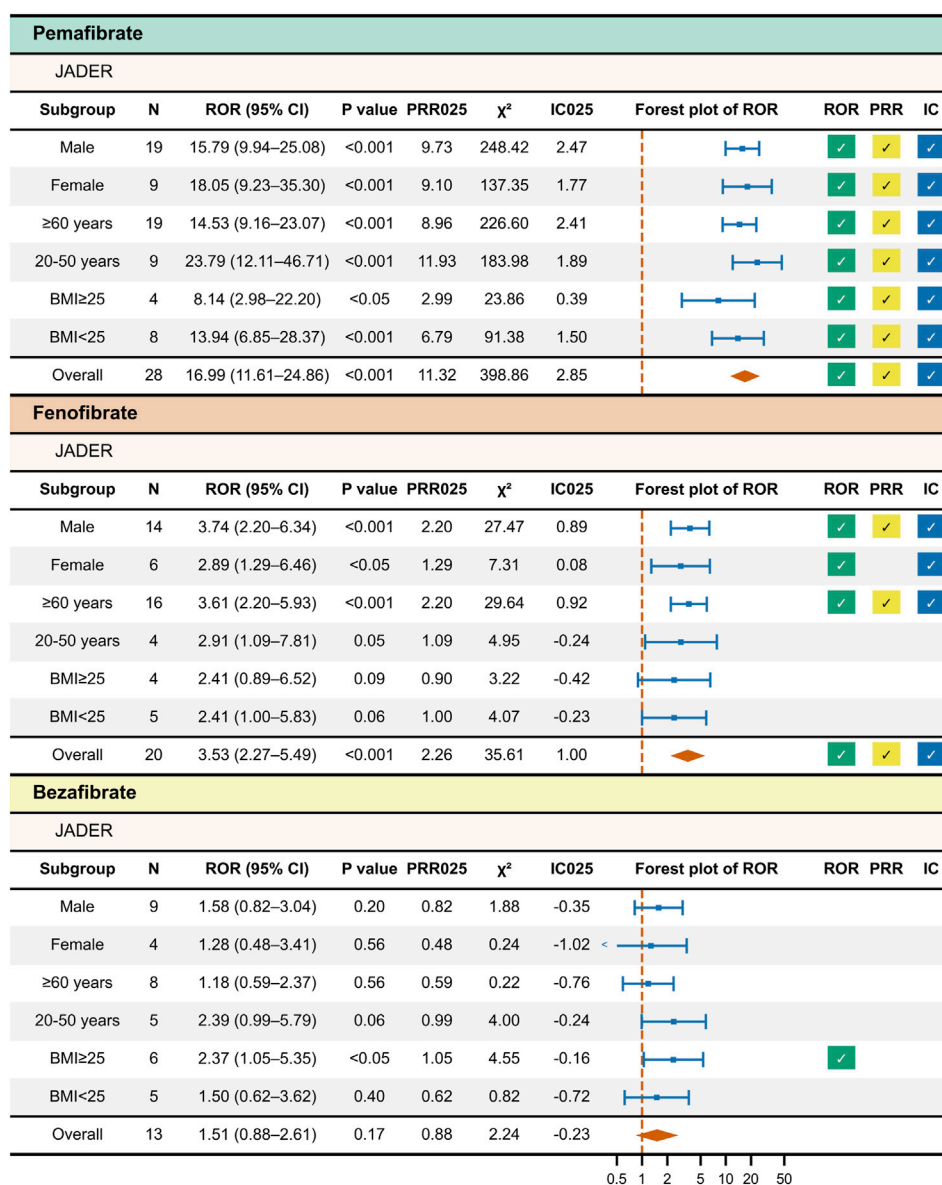 Pemafibrate
JADER
Subgroup N ROR (95% CI) P value PRR025 χ² IC025 Forest plot of ROR ROR PRR IC
Male 19 15.79 (9.94–25.08) <0.001 9.73 248.42 2.47 ✓ ✓ ✓
Female 9 18.05 (9.23–35.30) <0.001 9.10 137.35 1.77 ✓ ✓ ✓
≥60 years 19 14.53 (9.16–23.07) <0.001 8.96 226.60 2.41 ✓ ✓ ✓
20-50 years 9 23.79 (12.11–46.71) <0.001 11.93 183.98 1.89 ✓ ✓ ✓
BMI≥25 4 8.14 (2.98–22.20) <0.05 2.99 23.86 0.39 ✓ ✓ ✓
BMI<25 8 13.94 (6.85–28.37) <0.001 6.79 91.38 1.50 ✓ ✓ ✓
Overall 28 16.99 (11.61–24.86) <0.001 11.32 398.86 2.85 ✓ ✓ ✓
Fenofibrate
JADER
Subgroup N ROR (95% CI) P value PRR025 χ² IC025 Forest plot of ROR ROR PRR IC
Male 14 3.74 (2.20–6.34) <0.001 2.20 27.47 0.89 ✓ ✓ ✓
Female 6 2.89 (1.29–6.46) <0.05 1.29 7.31 0.08 ✓ ✓
≥60 years 16 3.61 (2.20–5.93) <0.001 2.20 29.64 0.92 ✓ ✓ ✓
20-50 years 4 2.91 (1.09–7.81) 0.05 1.09 4.95 -0.24
BMI≥25 4 2.41 (0.89–6.52) 0.09 0.90 3.22 -0.42
BMI<25 5 2.41 (1.00–5.83) 0.06 1.00 4.07 -0.23
Overall 20 3.53 (2.27–5.49) <0.001 2.26 35.61 1.00 ✓ ✓ ✓
Bezafibrate
JADER
Subgroup N ROR (95% CI) P value PRR025 χ² IC025 Forest plot of ROR ROR PRR IC
Male 9 1.58 (0.82–3.04) 0.20 0.82 1.88 -0.35
Female 4 1.28 (0.48–3.41) 0.56 0.48 0.24 -1.02 <
≥60 years 8 1.18 (0.59–2.37) 0.56 0.59 0.22 -0.76
20-50 years 5 2.39 (0.99–5.79) 0.06 0.99 4.00 -0.24
BMI≥25 6 2.37 (1.05–5.35) <0.05 1.05 4.55 -0.16 ✓
BMI<25 5 1.50 (0.62–3.62) 0.40 0.62 0.82 -0.72
Overall 13 1.51 (0.88–2.61) 0.17 0.88 2.24 -0.23
0.5 1 2 5 10 20 50